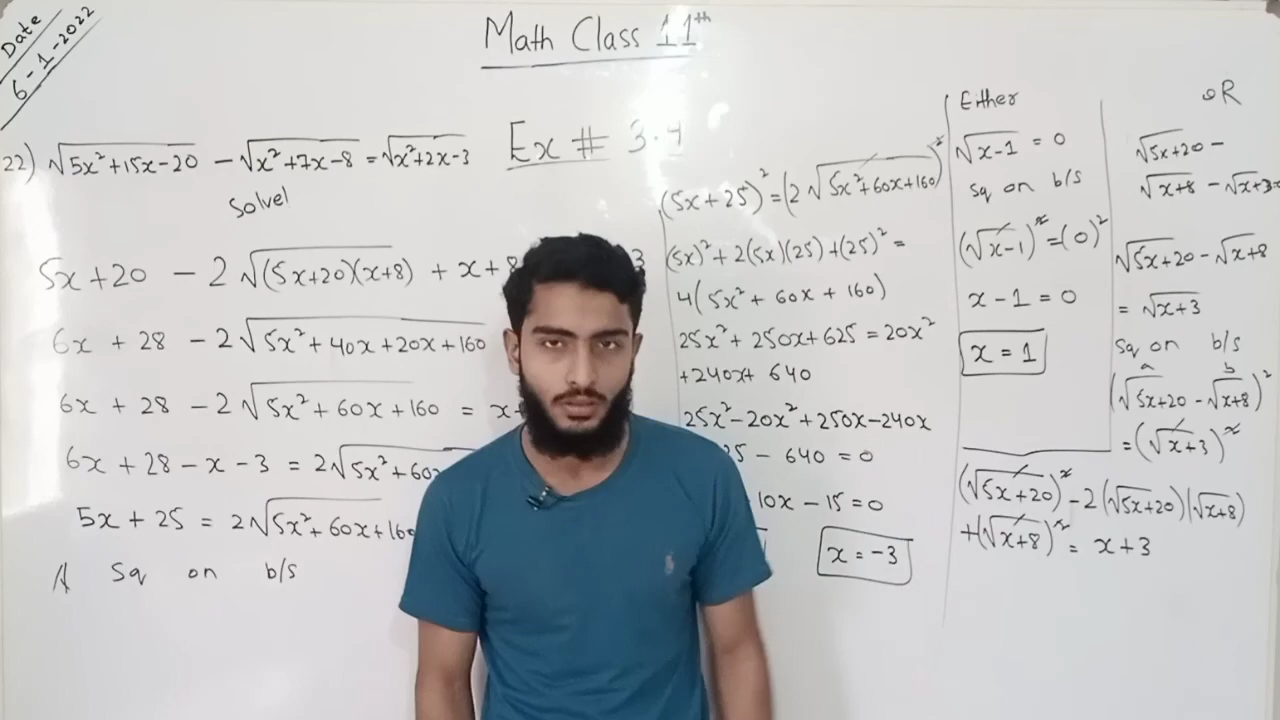 Date
6-1-2022
Math Class 11th
Ex # 3.4
22) √5x²+15x-20 - √x²+7x-8 = √x²+2x-3
Solve!
5x+20 - 2√(5x+20)(x+8) + x+8 3
6x + 28 - 2√5x²+40x+20x+160
6x + 28 - 2√5x²+60x+160 = x
6x + 28 - x - 3 = 2√5x²+60x
5x + 25 = 2√5x²+60x+160
Sq on b/s
(5x+25)² = (2√5x²+60x+160)²
(5x)² + 2(5x)(25) + (25)² =
4(5x² + 60x + 160)
25x² + 250x + 625 = 20x²
+240x + 640
25x² - 20x² + 250x - 240x
25 - 640 = 0
10x - 15 = 0
x = -3
Either
√x-1 = 0
Sq on b/s
(√x-1)² = (0)²
x - 1 = 0
x = 1
OR
√5x+20 -
√x+8 - √x+3
√5x+20 - √x+8
= √x+3
Sq on b/s
a b
(√5x+20 - √x+8)²
= (√x+3)²
(√5x+20)² - 2(√5x+20)(√x+8)
+(√x+8)² = x+3